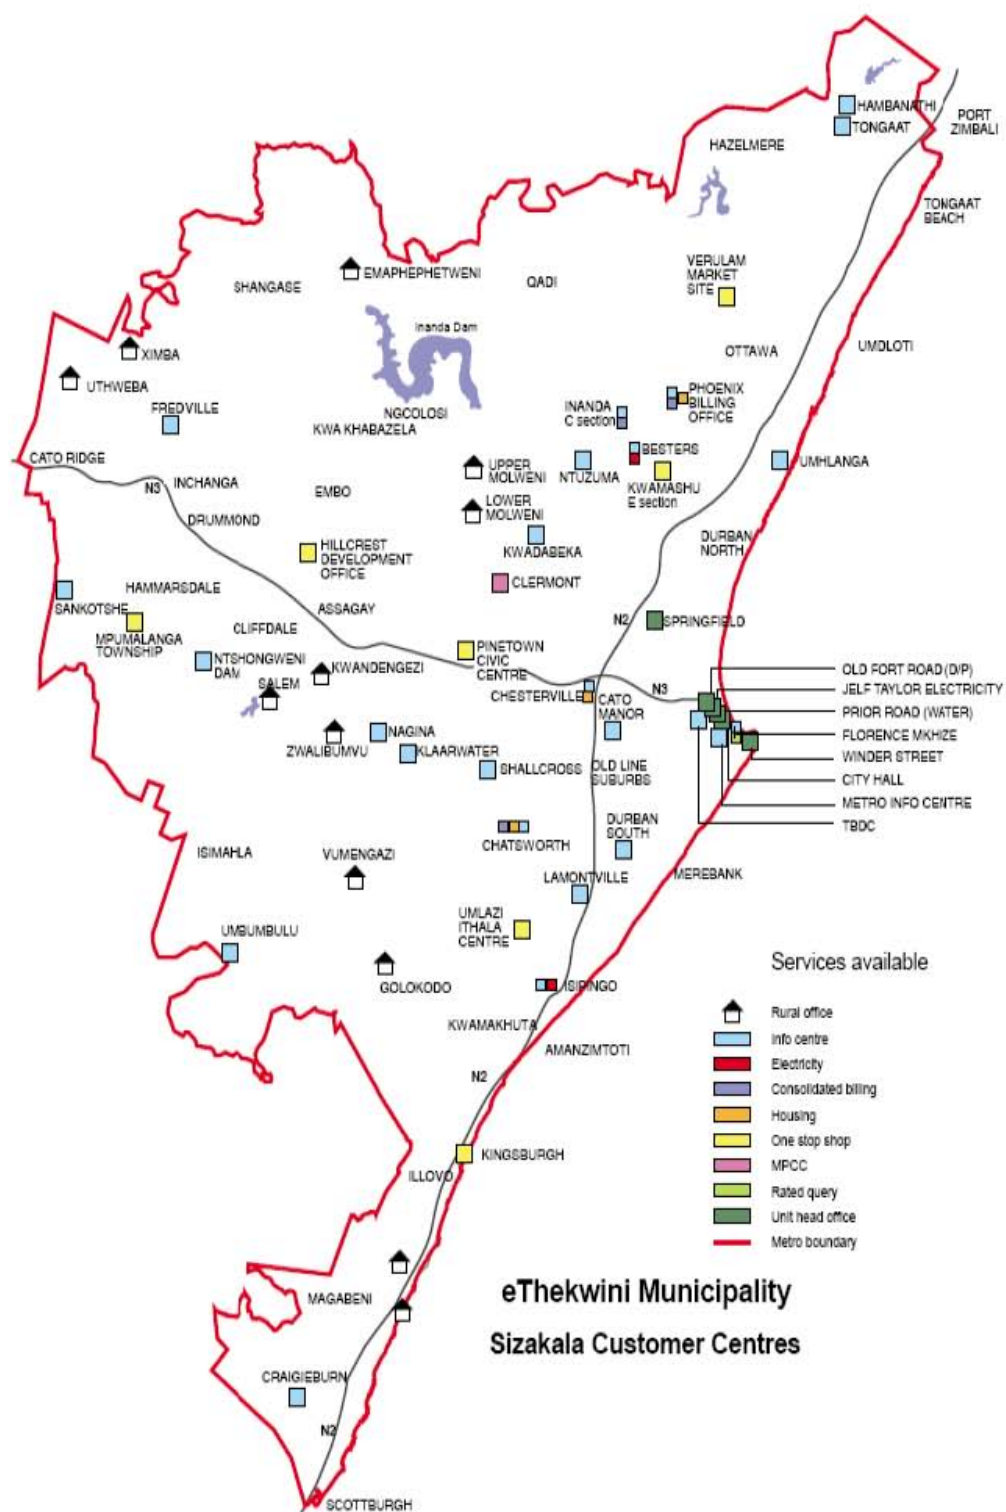 HAMBANATHI
TONGAAT
PORT
ZIMBALI
HAZELMERE
TONGAAT
BEACH
EMAPHEPHETWENI
SHANGASE
QADI
VERULAM
MARKET
SITE
Inanda Dam
UMDLOTI
OTTAWA
XIMBA
UTHWEBA
FREDVILLE
NGCOLOSI
KWA KHABAZELA
INANDA
C section
PHOENIX
BILLING
OFFICE
CATO RIDGE
N3
INCHANGA
EMBO
UPPER
MOLWENI
NTUZUMA
BESTERS
KWAMASHU
E section
UMHLANGA
DRUMMOND
LOWER
MOLWENI
KWADABEKA
DURBAN
NORTH
HILLCREST
DEVELOPMENT
OFFICE
CLERMONT
HAMMARSDALE
SANKOTSHE
ASSAGAY
N2
SPRINGFIELD
MPUMALANGA
TOWNSHIP
CLIFFDALE
PINETOWN
CIVIC
CENTRE
NTSHONGWENI
DAM
KWANDENGEZI
SALEM
CHESTERVILLE
N3
CATO
MANOR
OLD FORT ROAD (D/P)
JELF TAYLOR ELECTRICITY
PRIOR ROAD (WATER)
FLORENCE MKHIZE
WINDER STREET
CITY HALL
METRO INFO CENTRE
TBDC
ZWALIBUMVU
NAGINA
KLAARWATER
SHALLCROSS
OLD LINE
SUBURBS
CHATSWORTH
DURBAN
SOUTH
ISIMAHLA
VUMENGAZI
LAMONTVILLE
MEREBANK
UMLAZI
ITHALA
CENTRE
UMBUMBULU
GOLOKODO
ISIPINGO
KWAMAKHUTA
AMANZIMTOTI
N2
KINGSBURGH
ILLOVO
MAGABENI
CRAIGIEBURN
N2
SCOTTBURGH
Services available
Rural office
Info centre
Electricity
Consolidated billing
Housing
One stop shop
MPCC
Rated query
Unit head office
Metro boundary
eThekwini Municipality
Sizakala Customer Centres